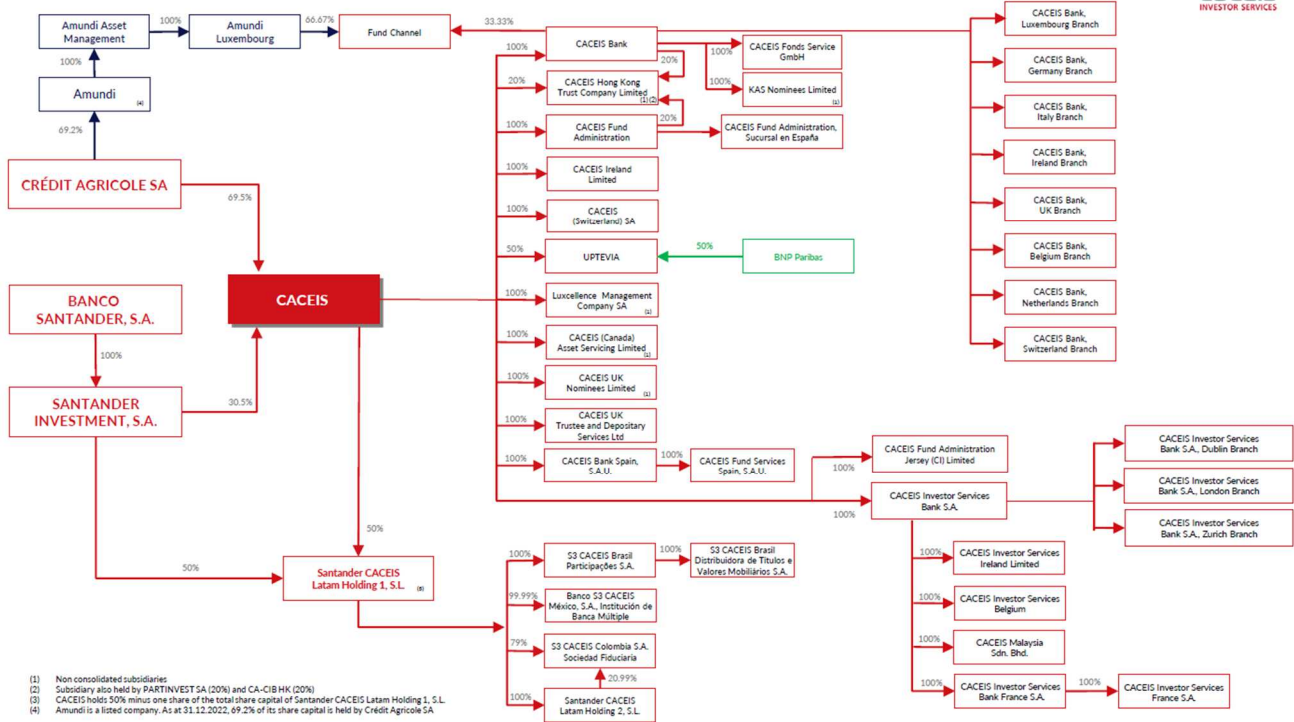 INVESTOR SERVICES
Amundi Asset
Management
100%
Amundi
Luxembourg
66.67%
Fund Channel
33.33%
100%
Amundi
(4)
69.2%
CRÉDIT AGRICOLE SA
69.5%
BANCO
SANTANDER, S.A.
100%
SANTANDER
INVESTMENT, S.A.
30.5%
CACEIS
50%
50%
Santander CACEIS
Latam Holding 1, S.L.
100%
CACEIS Bank
20%
100%
CACEIS Fonds Service
GmbH
100%
KAS Nominees Limited
(1)
20%
CACEIS Hong Kong
Trust Company Limited
(1) (2)
20%
100%
CACEIS Fund
Administration
CACEIS Fund Administration,
Sucursal en España
100%
CACEIS Ireland
Limited
100%
CACEIS
(Switzerland) SA
50%
UPTEVIA
50%
BNP Paribas
100%
Luxcellence Management
Company SA
(1)
100%
CACEIS (Canada)
Asset Servicing Limited
(1)
100%
CACEIS UK
Nominees Limited
(1)
100%
CACEIS UK
Trustee and Depositary
Services Ltd
100%
CACEIS Bank Spain,
S.A.U.
100%
CACEIS Fund Services
Spain, S.A.U.
100%
CACEIS Fund Administration
Jersey (CI) Limited
100%
CACEIS Investor Services
Bank S.A.
CACEIS Bank,
Luxembourg Branch
CACEIS Bank,
Germany Branch
CACEIS Bank,
Italy Branch
CACEIS Bank,
Ireland Branch
CACEIS Bank,
UK Branch
CACEIS Bank,
Belgium Branch
CACEIS Bank,
Netherlands Branch
CACEIS Bank,
Switzerland Branch
CACEIS Investor Services
Bank S.A., Dublin Branch
CACEIS Investor Services
Bank S.A., London Branch
CACEIS Investor Services
Bank S.A., Zurich Branch
100%
CACEIS Investor Services
Ireland Limited
100%
CACEIS Investor Services
Belgium
100%
CACEIS Malaysia
Sdn. Bhd.
100%
CACEIS Investor Services
Bank France S.A.
100%
CACEIS Investor Services
France S.A.
100%
S3 CACEIS Brasil
Participações S.A.
100%
S3 CACEIS Brasil
Distribuidora de Títulos e
Valores Mobiliários S.A.
99.99%
Banco S3 CACEIS
México, S.A., Institución de
Banca Múltiple
79%
S3 CACEIS Colombia S.A.
Sociedad Fiduciaria
20.99%
100%
Santander CACEIS
Latam Holding 2, S.L.
(1) Non consolidated subsidiaries
(2) Subsidiary also held by PARTINVEST SA (20%) and CA-CIB HK (20%)
(3) CACEIS holds 50% minus one share of the total share capital of Santander CACEIS Latam Holding 1, S.L.
(4) Amundi is a listed company. As at 31.12.2022, 69.2% of its share capital is held by Crédit Agricole SA